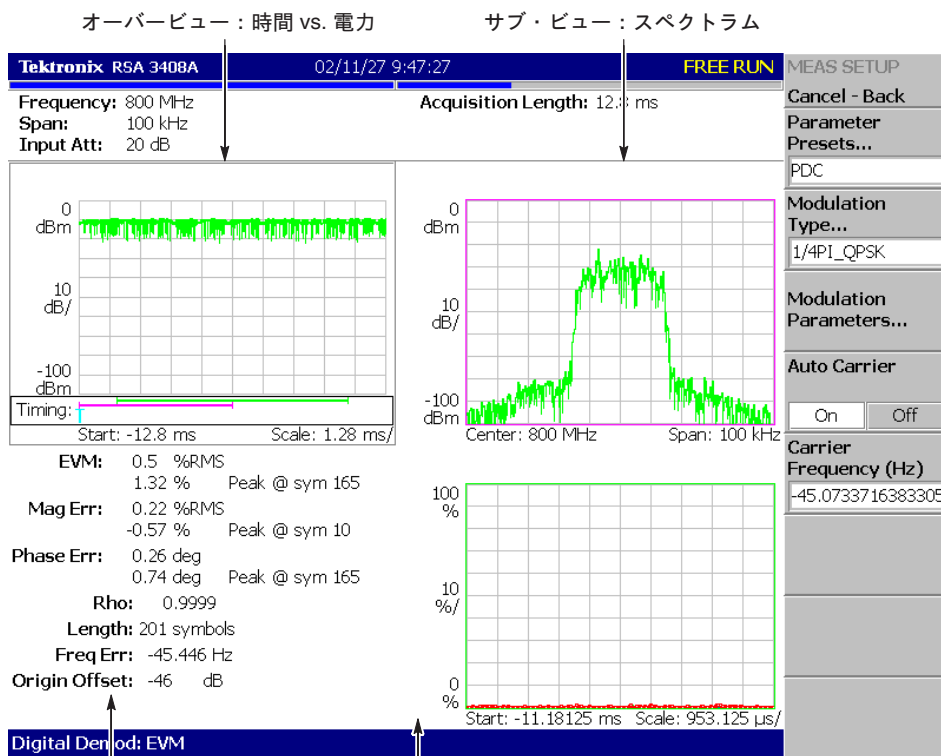 オーバービュー：時間 vs. 電力
サブ・ビュー：スペクトラム
Tektronix RSA 3408A 02/11/27 9:47:27 FREE RUN
MEAS SETUP
Cancel - Back
Frequency: 800 MHz
Span: 100 kHz
Input Att: 20 dB
Acquisition Length: 12.8 ms
Parameter
Presets...
PDC
Modulation
Type...
1/4PI_QPSK
Modulation
Parameters...
Auto Carrier
On Off
Carrier
Frequency (Hz)
-45.0733716383305
0
dBm
10
dB/
-100
dBm
Timing: T
Start: -12.8 ms Scale: 1.28 ms/
0
dBm
10
dB/
-100
dBm
Center: 800 MHz Span: 100 kHz
EVM: 0.5 %RMS
1.32 % Peak @ sym 165
Mag Err: 0.22 %RMS
-0.57 % Peak @ sym 10
Phase Err: 0.26 deg
0.74 deg Peak @ sym 165
Rho: 0.9999
Length: 201 symbols
Freq Err: -45.446 Hz
Origin Offset: -46 dB
100
%
10
%/
0
%
Start: -11.18125 ms Scale: 953.125 µs/
Digital Demod: EVM